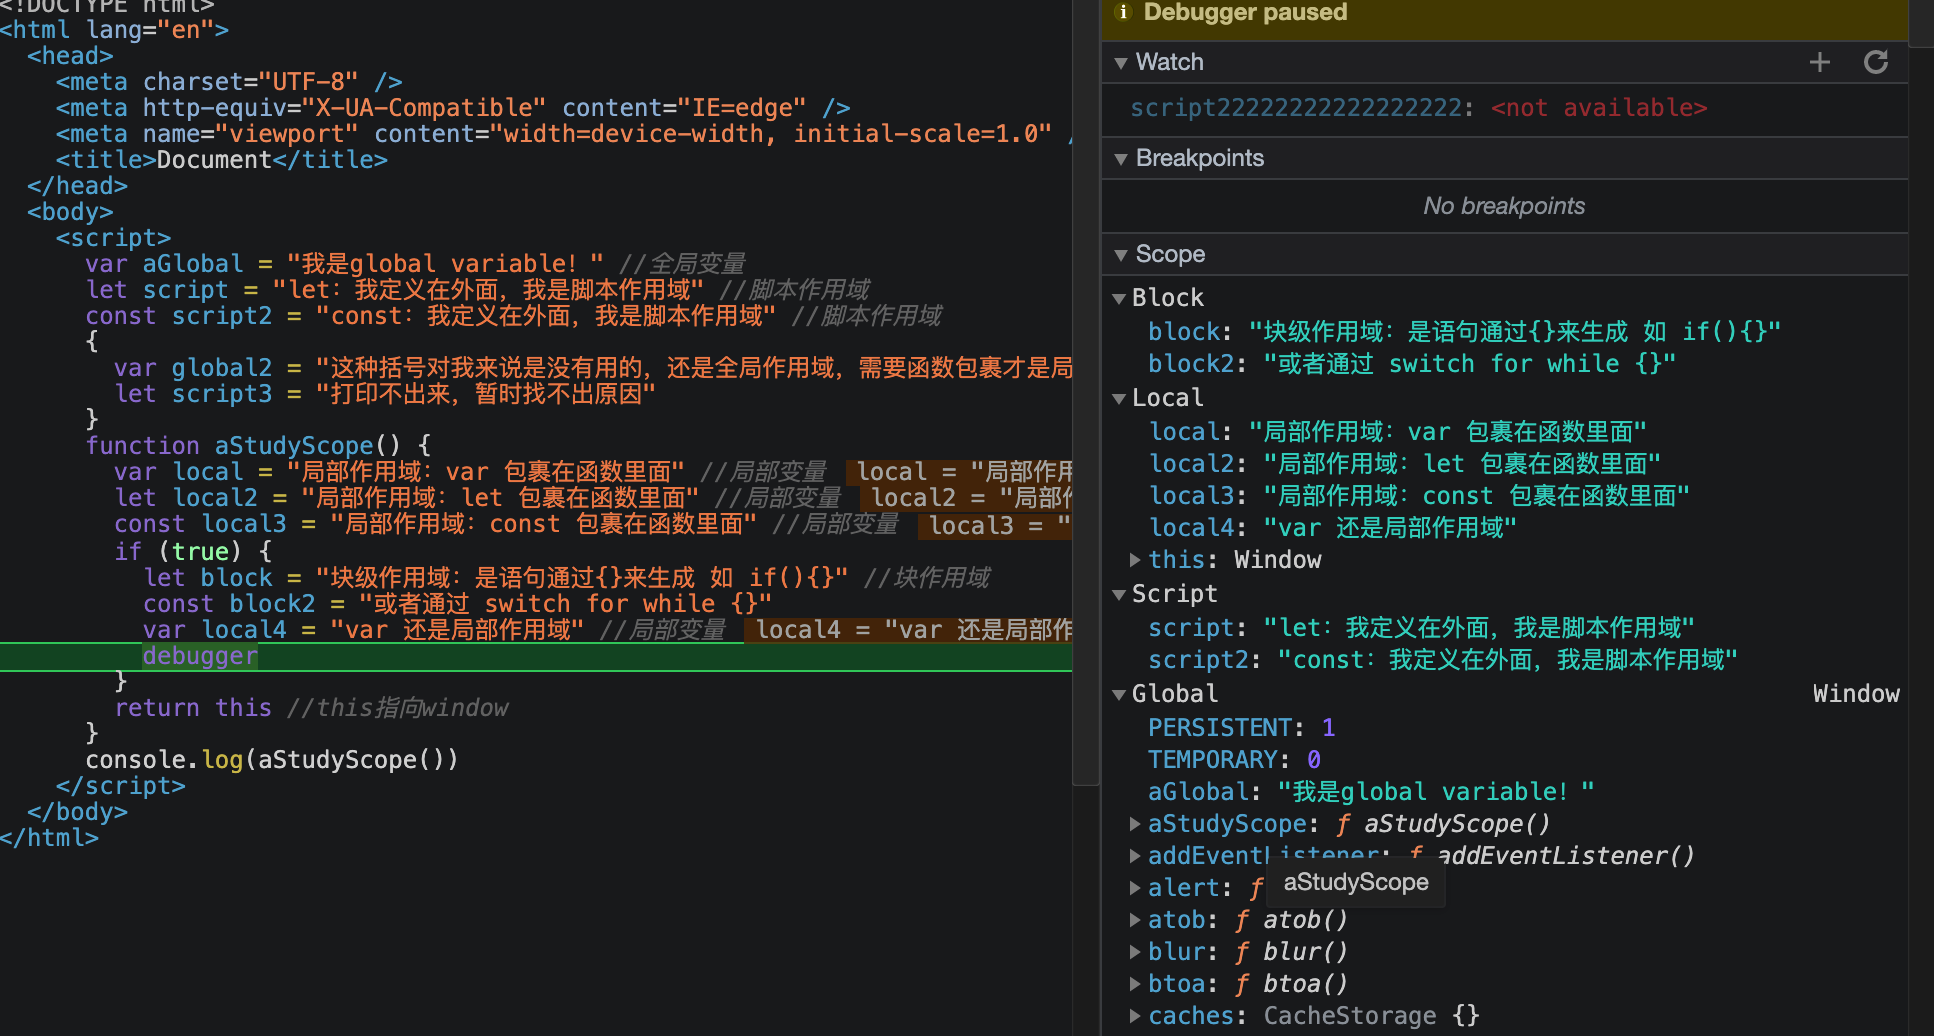 <!DOCTYPE html>
<html lang="en">
<head>
<meta charset="UTF-8" />
<meta http-equiv="X-UA-Compatible" content="IE=edge" />
<meta name="viewport" content="width=device-width, initial-scale=1.0" /
<title>Document</title>
</head>
<body>
<script>
var aGlobal = "我是global variable！" //全局变量
let script = "let：我定义在外面，我是脚本作用域" //脚本作用域
const script2 = "const：我定义在外面，我是脚本作用域" //脚本作用域
{
var global2 = "这种括号对我来说是没有用的，还是全局作用域，需要函数包裹才是局
let script3 = "打印不出来，暂时找不出原因"
}
function aStudyScope() {
var local = "局部作用域：var 包裹在函数里面" //局部变量 local = "局部作用
let local2 = "局部作用域：let 包裹在函数里面" //局部变量 local2 = "局部作
const local3 = "局部作用域：const 包裹在函数里面" //局部变量 local3 = "
if (true) {
let block = "块级作用域：是语句通过{}来生成 如 if(){}" //块作用域
const block2 = "或者通过 switch for while {}"
var local4 = "var 还是局部作用域" //局部变量 local4 = "var 还是局部作
debugger
}
return this //this指向window
}
console.log(aStudyScope())
</script>
</body>
</html>
Debugger paused
Watch
script22222222222222222: <not available>
Breakpoints
No breakpoints
Scope
Block
block: "块级作用域：是语句通过{}来生成 如 if(){}"
block2: "或者通过 switch for while {}"
Local
local: "局部作用域：var 包裹在函数里面"
local2: "局部作用域：let 包裹在函数里面"
local3: "局部作用域：const 包裹在函数里面"
local4: "var 还是局部作用域"
this: Window
Script
script: "let：我定义在外面，我是脚本作用域"
script2: "const：我定义在外面，我是脚本作用域"
Global Window
PERSISTENT: 1
TEMPORARY: 0
aGlobal: "我是global variable！"
aStudyScope: ƒ aStudyScope()
addEventListener: ƒ addEventListener()
alert: ƒ
aStudyScope
atob: ƒ atob()
blur: ƒ blur()
btoa: ƒ btoa()
caches: CacheStorage {}